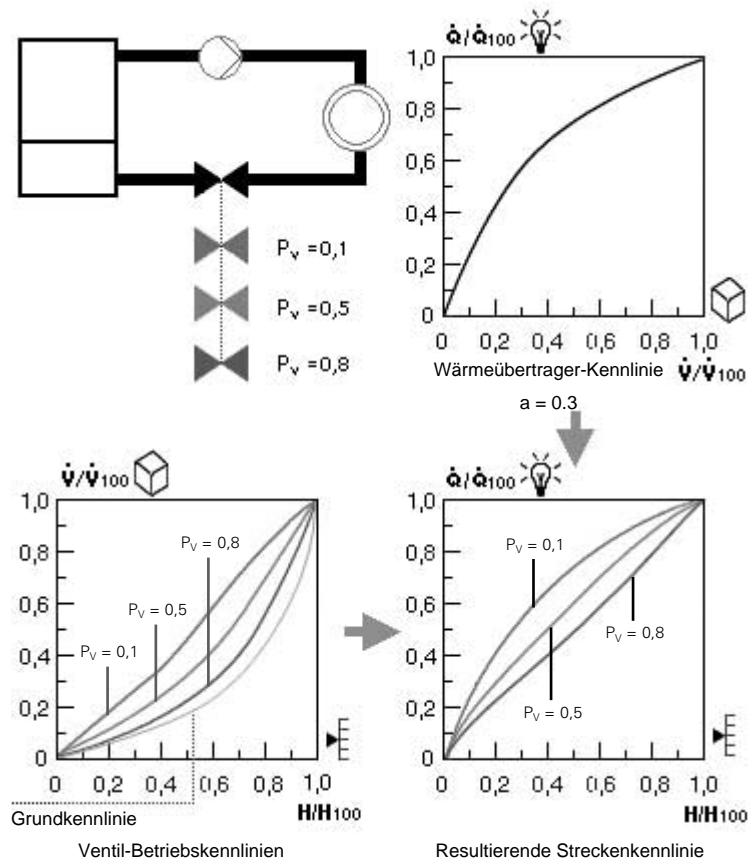 Pᵥ =0,1
Pᵥ =0,5
Pᵥ =0,8
Q̇/Q̇100
1,0
0,8
0,6
0,4
0,2
0
0 0,2 0,4 0,6 0,8 1,0
Wärmeübertrager-Kennlinie V̇/V̇100
a = 0.3
V̇/V̇100
1,0
0,8
0,6
0,4
0,2
0
PV = 0,8
PV = 0,5
PV = 0,1
0 0,2 0,4 0,6 0,8 1,0
H/H100
Grundkennlinie
Ventil-Betriebskennlinien
Q̇/Q̇100
1,0
0,8
0,6
0,4
0,2
0
PV = 0,1
PV = 0,8
PV = 0,5
0 0,2 0,4 0,6 0,8 1,0
H/H100
Resultierende Streckenkennlinie